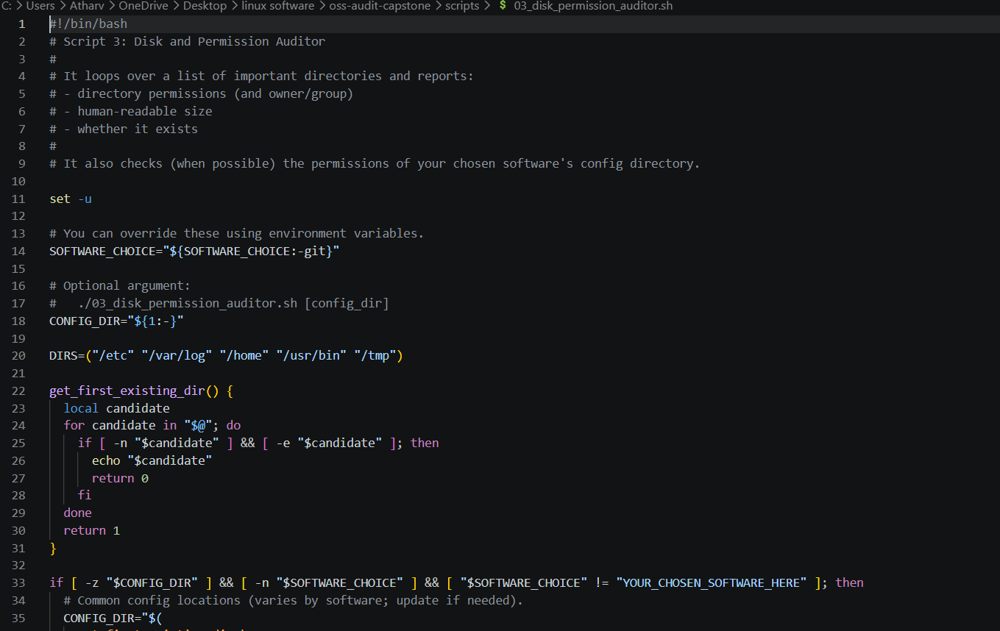 C: > Users > Atharv > OneDrive > Desktop > linux software > oss-audit-capstone > scripts > $ 03_disk_permission_auditor.sh
1 #!/bin/bash
2 # Script 3: Disk and Permission Auditor
3 #
4 # It loops over a list of important directories and reports:
5 # - directory permissions (and owner/group)
6 # - human-readable size
7 # - whether it exists
8 #
9 # It also checks (when possible) the permissions of your chosen software's config directory.
10
11 set -u
12
13 # You can override these using environment variables.
14 SOFTWARE_CHOICE="${SOFTWARE_CHOICE:-git}"
15
16 # Optional argument:
17 #   ./03_disk_permission_auditor.sh [config_dir]
18 CONFIG_DIR="${1:-}"
19
20 DIRS=("/etc" "/var/log" "/home" "/usr/bin" "/tmp")
21
22 get_first_existing_dir() {
23   local candidate
24   for candidate in "$@"; do
25     if [ -n "$candidate" ] && [ -e "$candidate" ]; then
26       echo "$candidate"
27       return 0
28     fi
29   done
30   return 1
31 }
32
33 if [ -z "$CONFIG_DIR" ] && [ -n "$SOFTWARE_CHOICE" ] && [ "$SOFTWARE_CHOICE" != "YOUR_CHOSEN_SOFTWARE_HERE" ]; then
34   # Common config locations (varies by software; update if needed).
35   CONFIG_DIR="$(